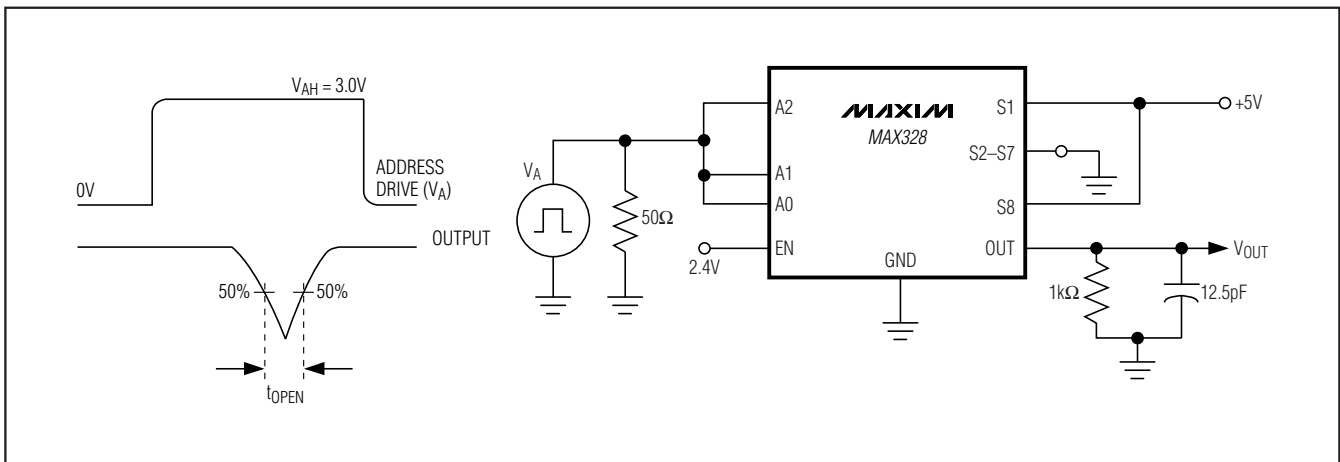 V_AH = 3.0V
0V
ADDRESS
DRIVE (V_A)
OUTPUT
50%
50%
t_OPEN
V_A
50Ω
2.4V
A2
A1
A0
EN
MAXIM
MAX328
GND
S1
S2–S7
S8
OUT
+5V
V_OUT
1kΩ
12.5pF